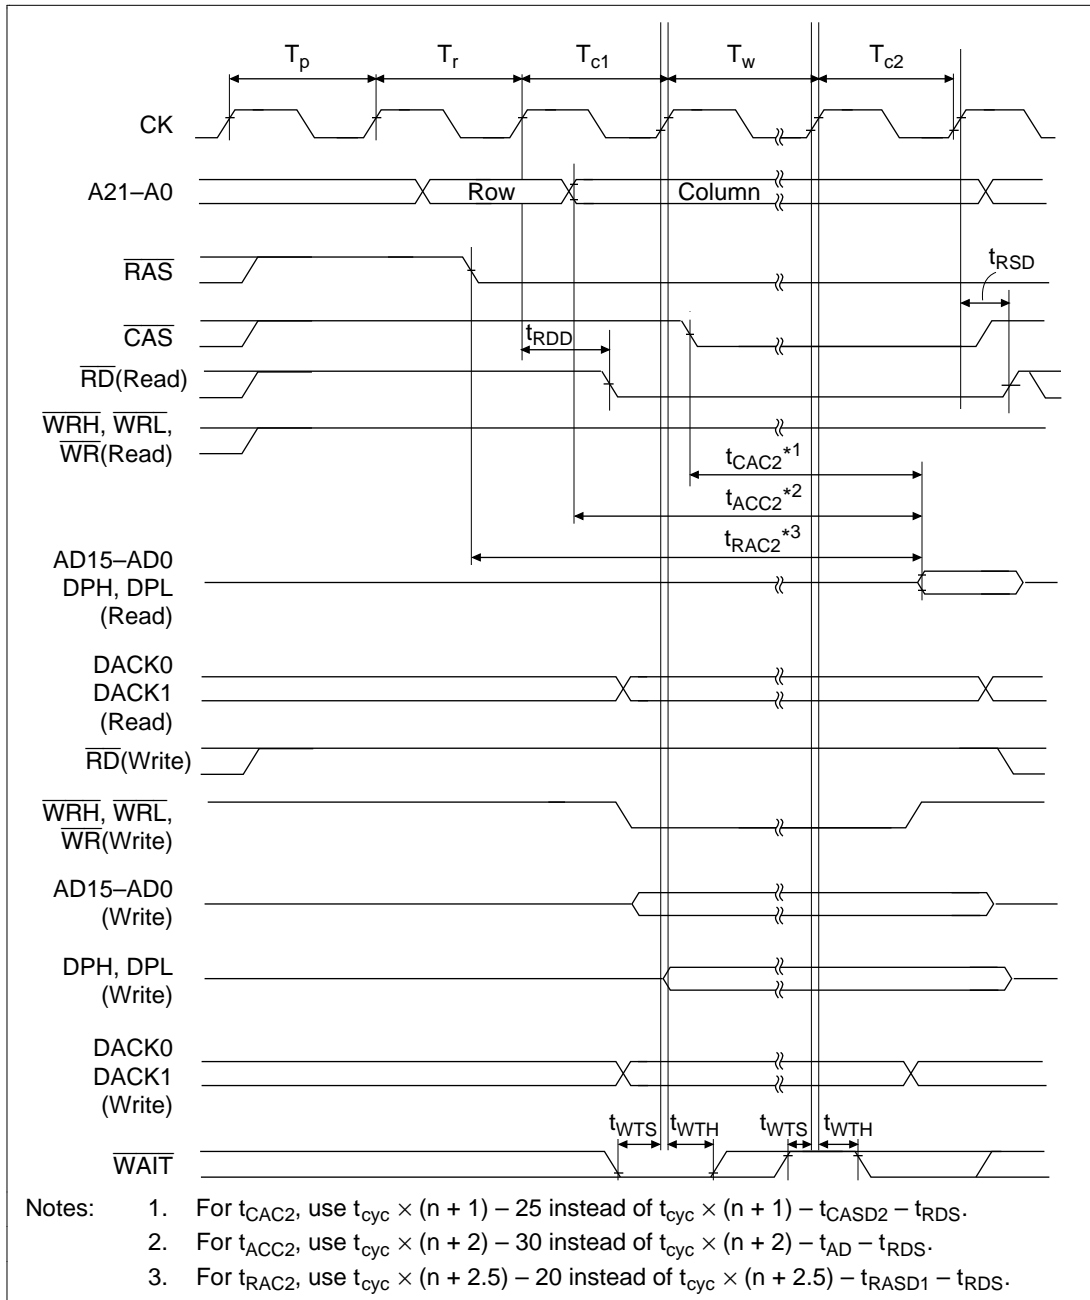 Tp Tr Tc1 Tw Tc2
CK
A21–A0 Row Column
RAS
tRSD
CAS
tRDD
RD(Read)
WRH, WRL,
WR(Read)
tCAC2*1
tACC2*2
tRAC2*3
AD15–AD0
DPH, DPL
(Read)
DACK0
DACK1
(Read)
RD(Write)
WRH, WRL,
WR(Write)
AD15–AD0
(Write)
DPH, DPL
(Write)
DACK0
DACK1
(Write)
tWTS tWTH tWTS tWTH
WAIT
Notes: 1. For tCAC2, use tcyc × (n + 1) – 25 instead of tcyc × (n + 1) – tCASD2 – tRDS.
2. For tACC2, use tcyc × (n + 2) – 30 instead of tcyc × (n + 2) – tAD – tRDS.
3. For tRAC2, use tcyc × (n + 2.5) – 20 instead of tcyc × (n + 2.5) – tRASD1 – tRDS.